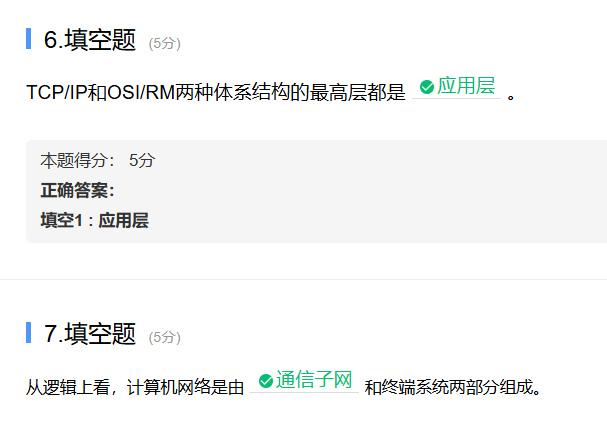 6.填空题 (5分)
TCP/IP和OSI/RM两种体系结构的最高层都是 应用层 。
本题得分： 5分
正确答案：
填空1：应用层
7.填空题 (5分)
从逻辑上看，计算机网络是由 通信子网 和终端系统两部分组成。